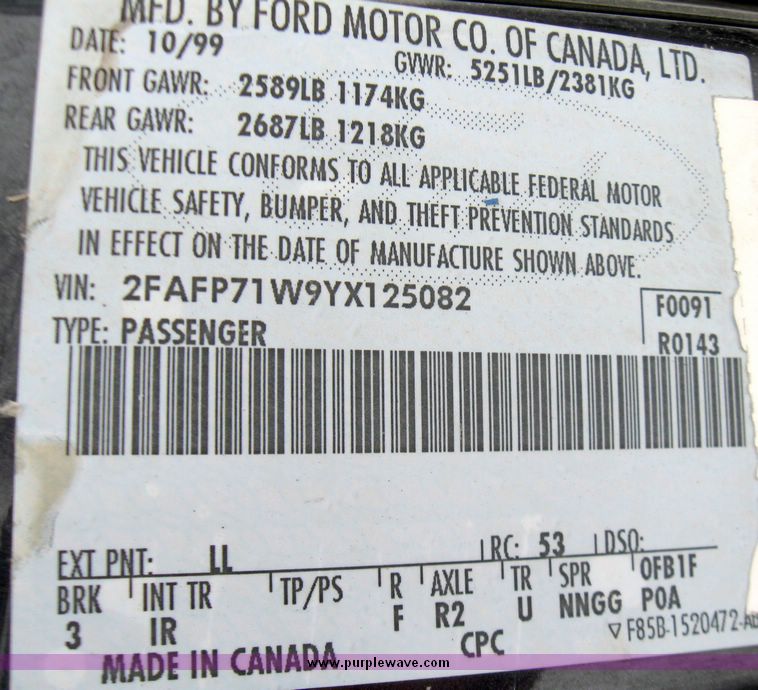 MFD. BY FORD MOTOR CO. OF CANADA, LTD.
DATE: 10/99 GVWR: 5251LB/2381KG
FRONT GAWR: 2589LB 1174KG
REAR GAWR: 2687LB 1218KG
THIS VEHICLE CONFORMS TO ALL APPLICABLE FEDERAL MOTOR
VEHICLE SAFETY, BUMPER, AND THEFT PREVENTION STANDARDS
IN EFFECT ON THE DATE OF MANUFACTURE SHOWN ABOVE.
VIN: 2FAFP71W9YX125082 F0091
TYPE: PASSENGER R0143
EXT PNT: LL RC: 53 DSO:
BRK INT TR TP/PS R AXLE TR SPR OFB1F
3 IR F R2 U NNGG POA
MADE IN CANADA CPC ▽F85B-1520472-
www.purplewave.com